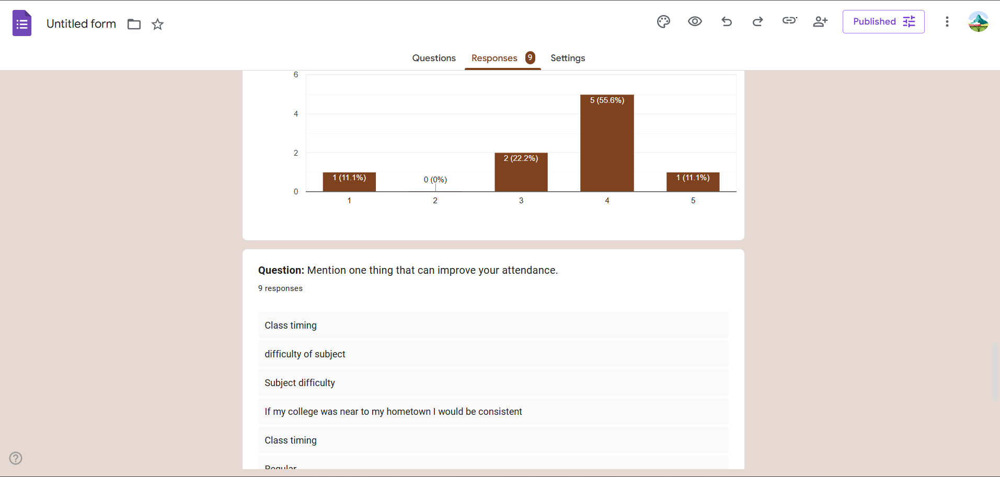 Untitled form
Published
Questions
Responses 9
Settings
6
4
2
0
1 (11.1%)
0 (0%)
2 (22.2%)
5 (55.6%)
1 (11.1%)
1
2
3
4
5
Question: Mention one thing that can improve your attendance.
9 responses
Class timing
difficulty of subject
Subject difficulty
If my college was near to my hometown I would be consistent
Class timing
Regular